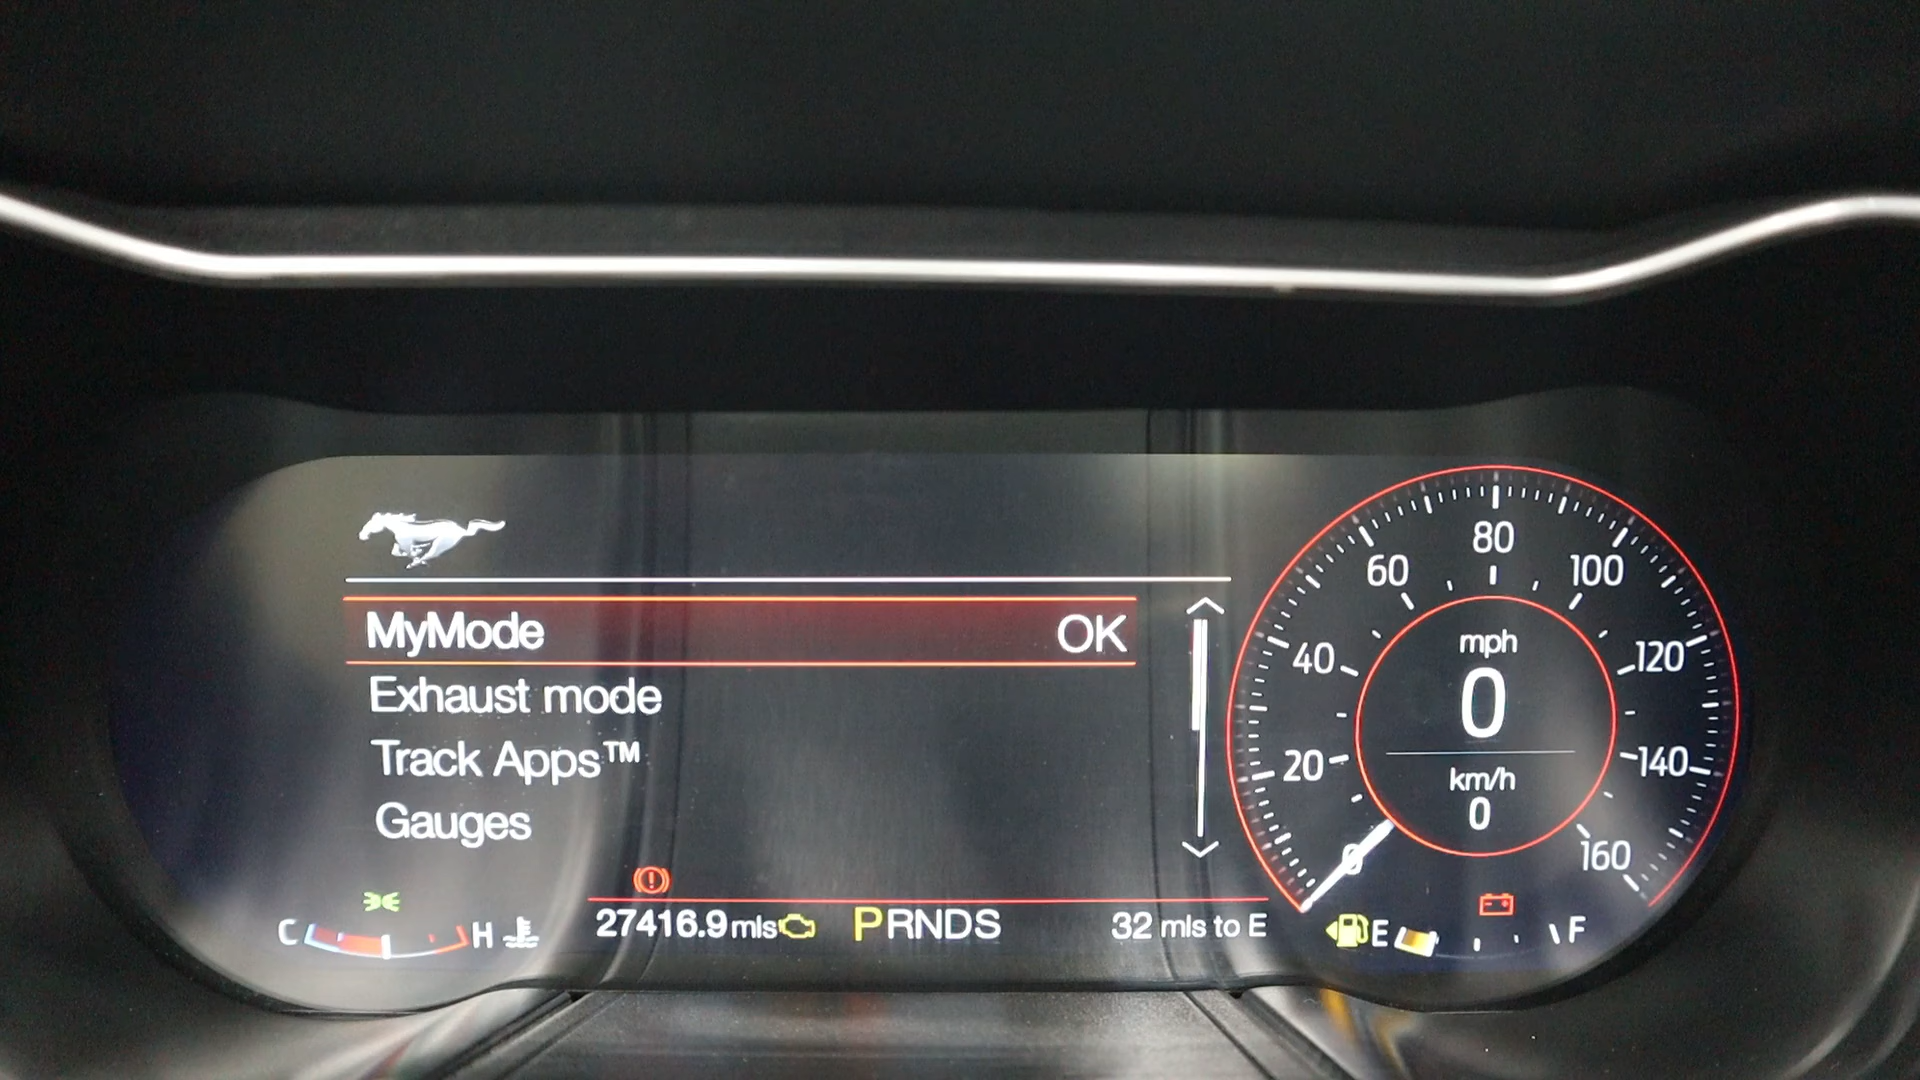 MyMode OK
Exhaust mode
Track Apps™
Gauges
C H
27416.9 mls PRNDS 32 mls to E
0 20 40 60 80 100 120 140 160
mph
0
km/h
0
E F